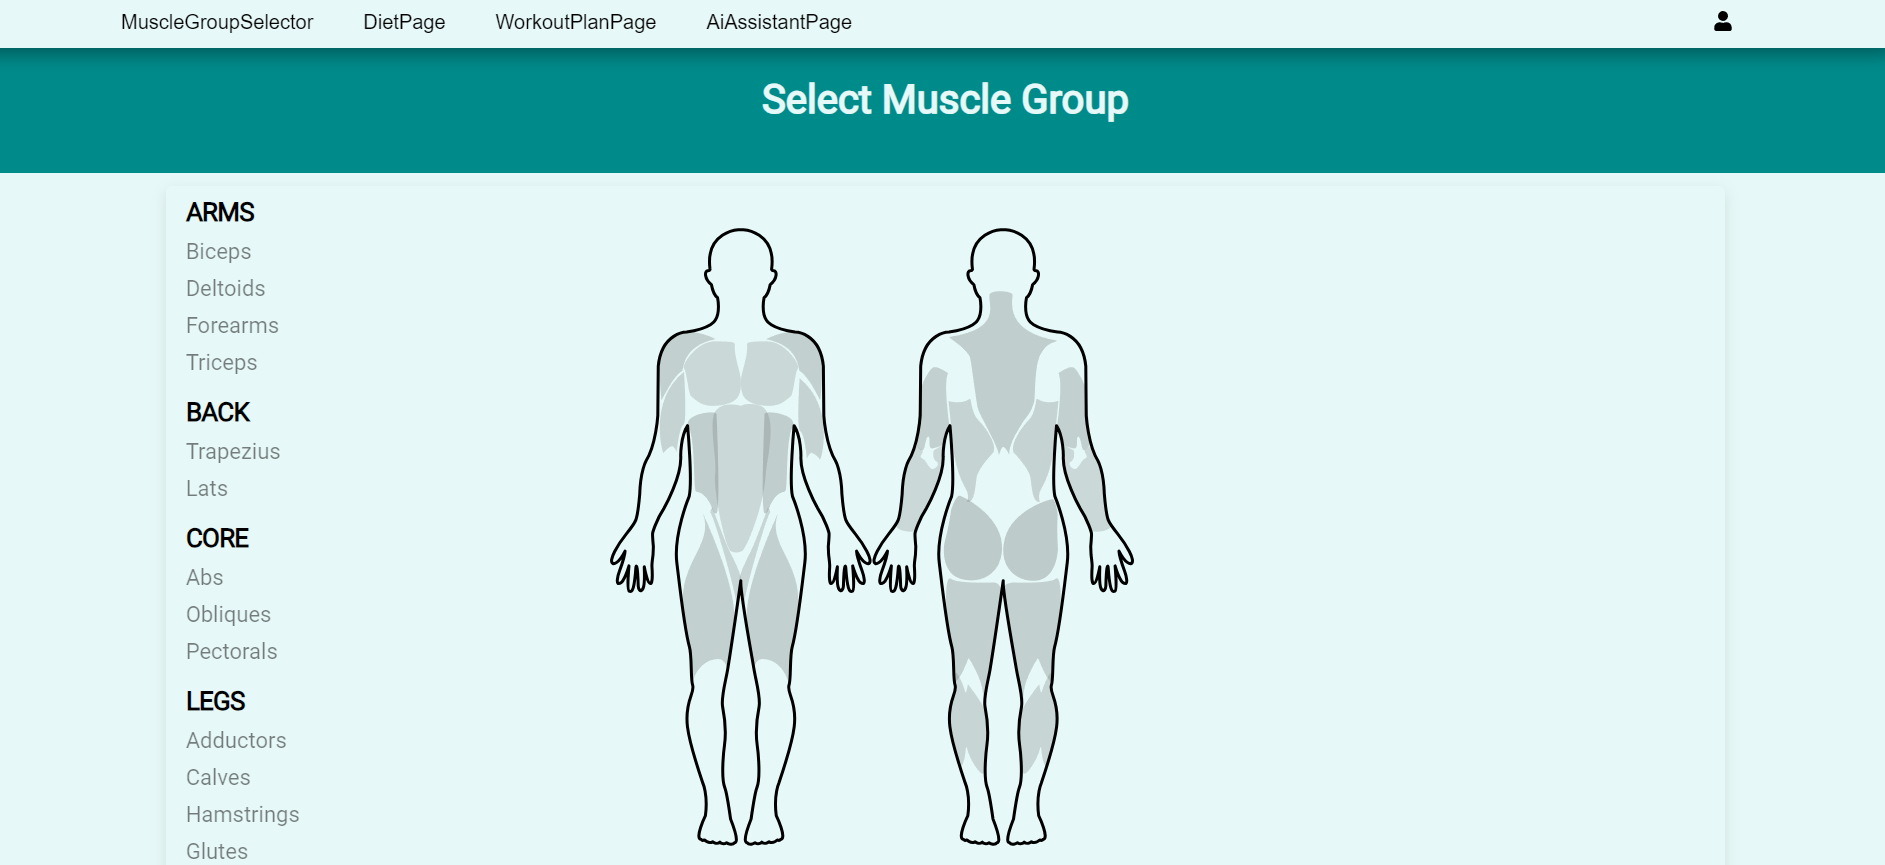 MuscleGroupSelector DietPage WorkoutPlanPage AiAssistantPage
Select Muscle Group
ARMS
Biceps
Deltoids
Forearms
Triceps
BACK
Trapezius
Lats
CORE
Abs
Obliques
Pectorals
LEGS
Adductors
Calves
Hamstrings
Glutes